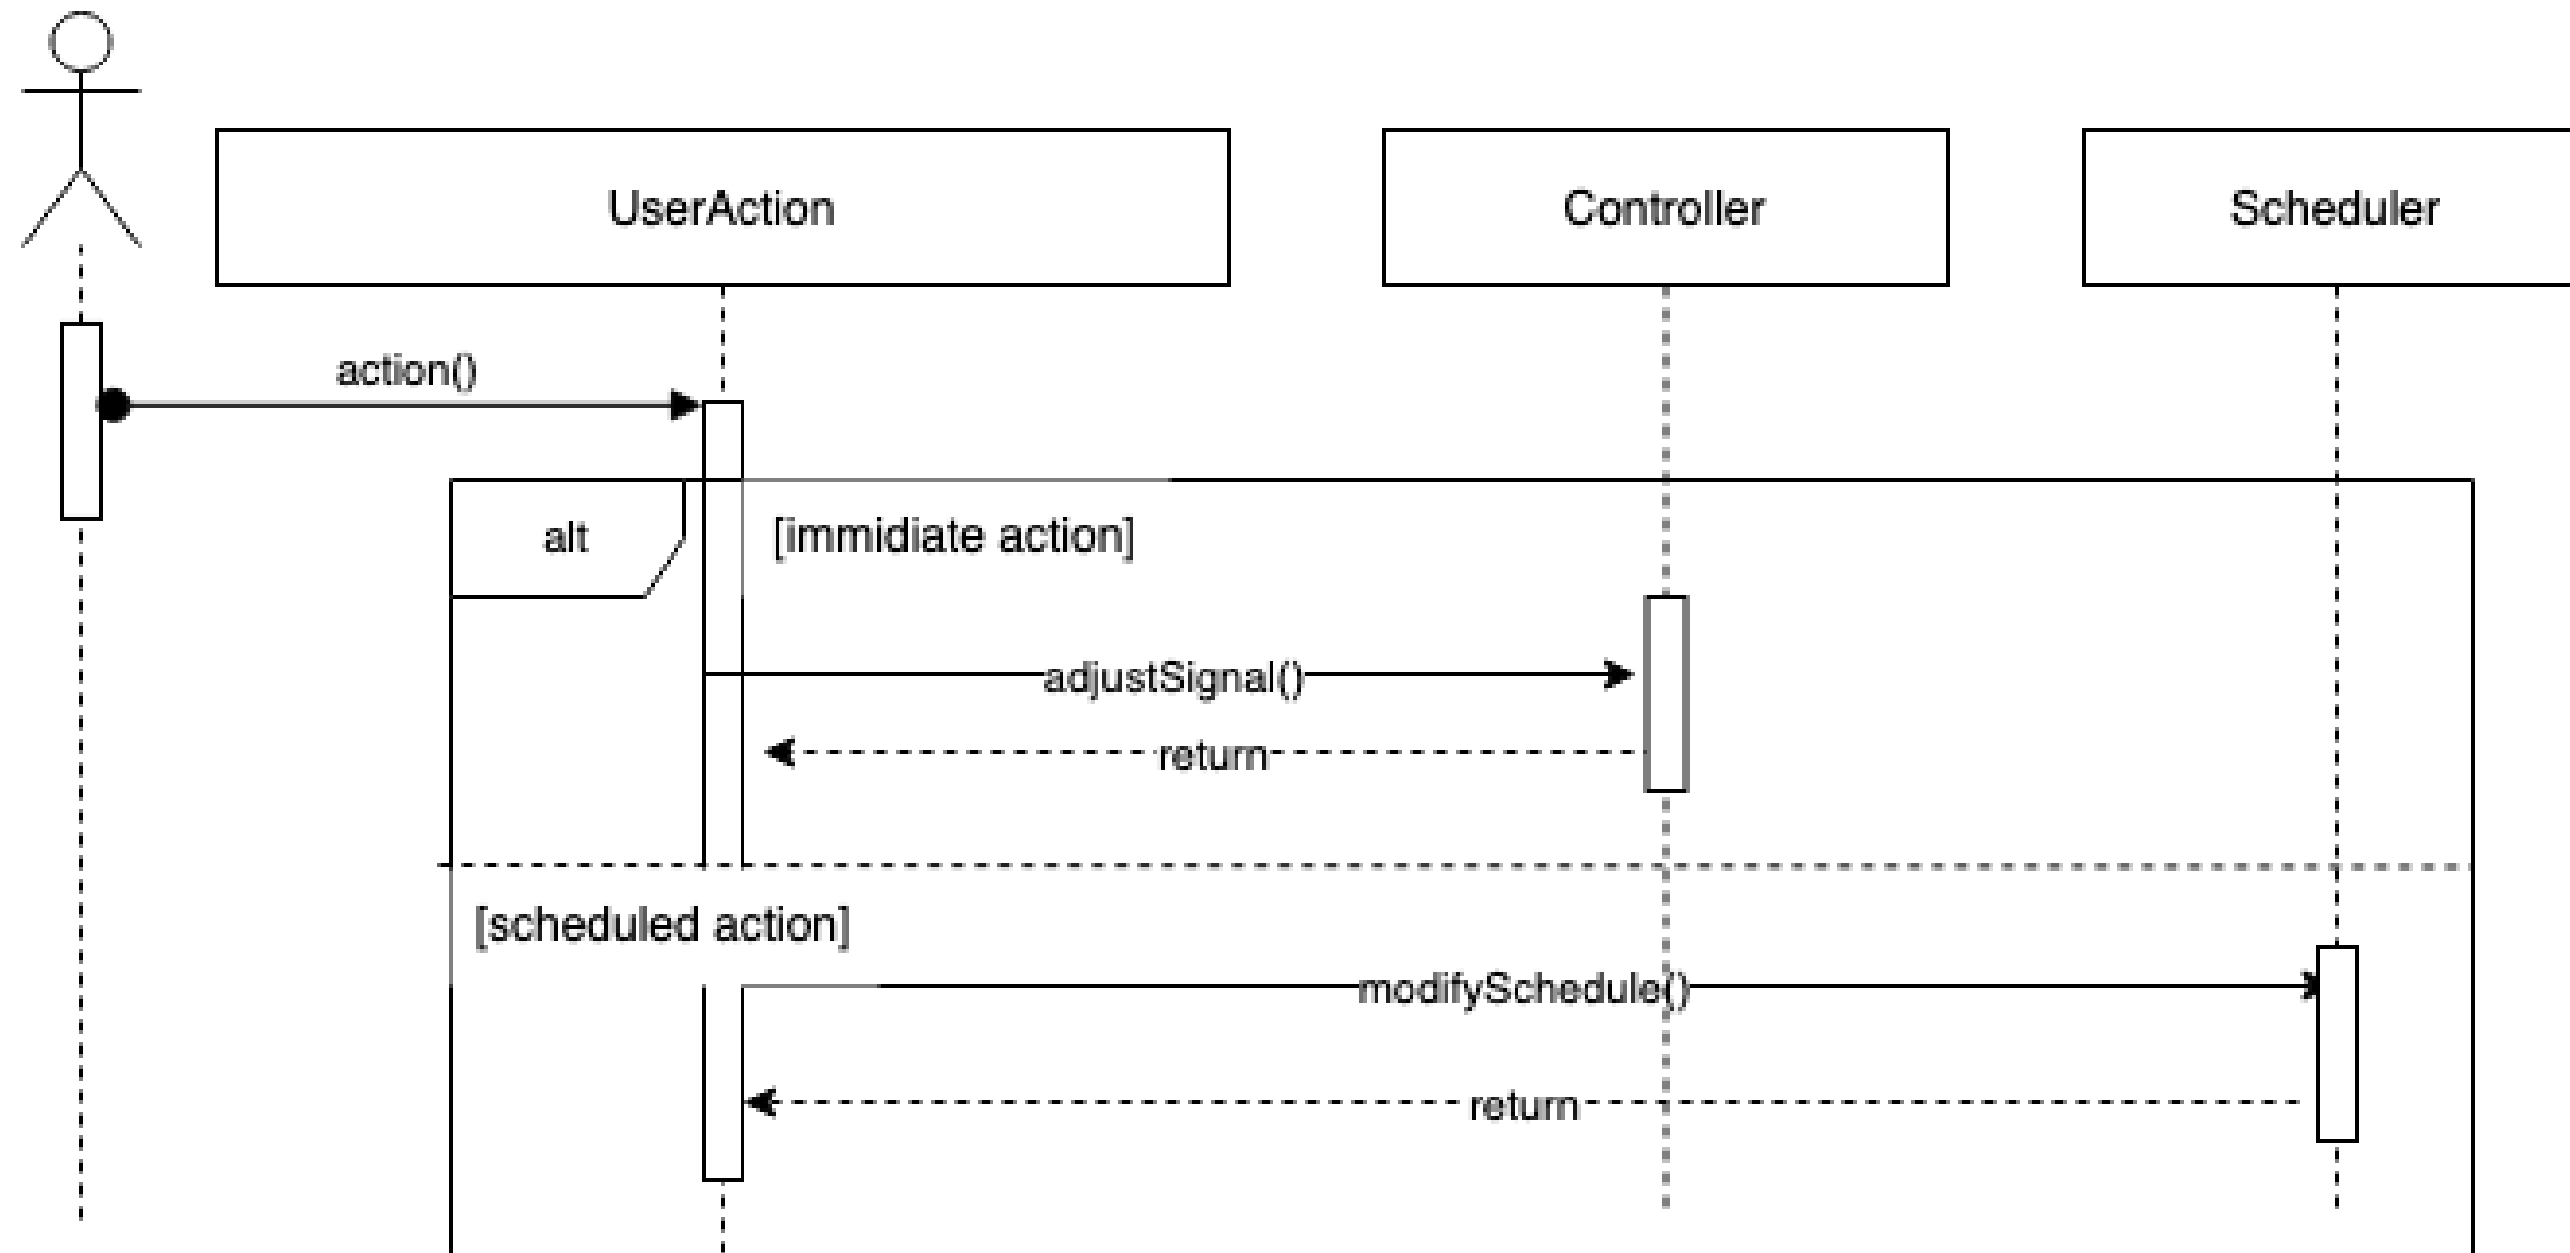 UserAction
Controller
Scheduler
action()
alt
[immidiate action]
adjustSignal()
return
[scheduled action]
modifySchedule()
return